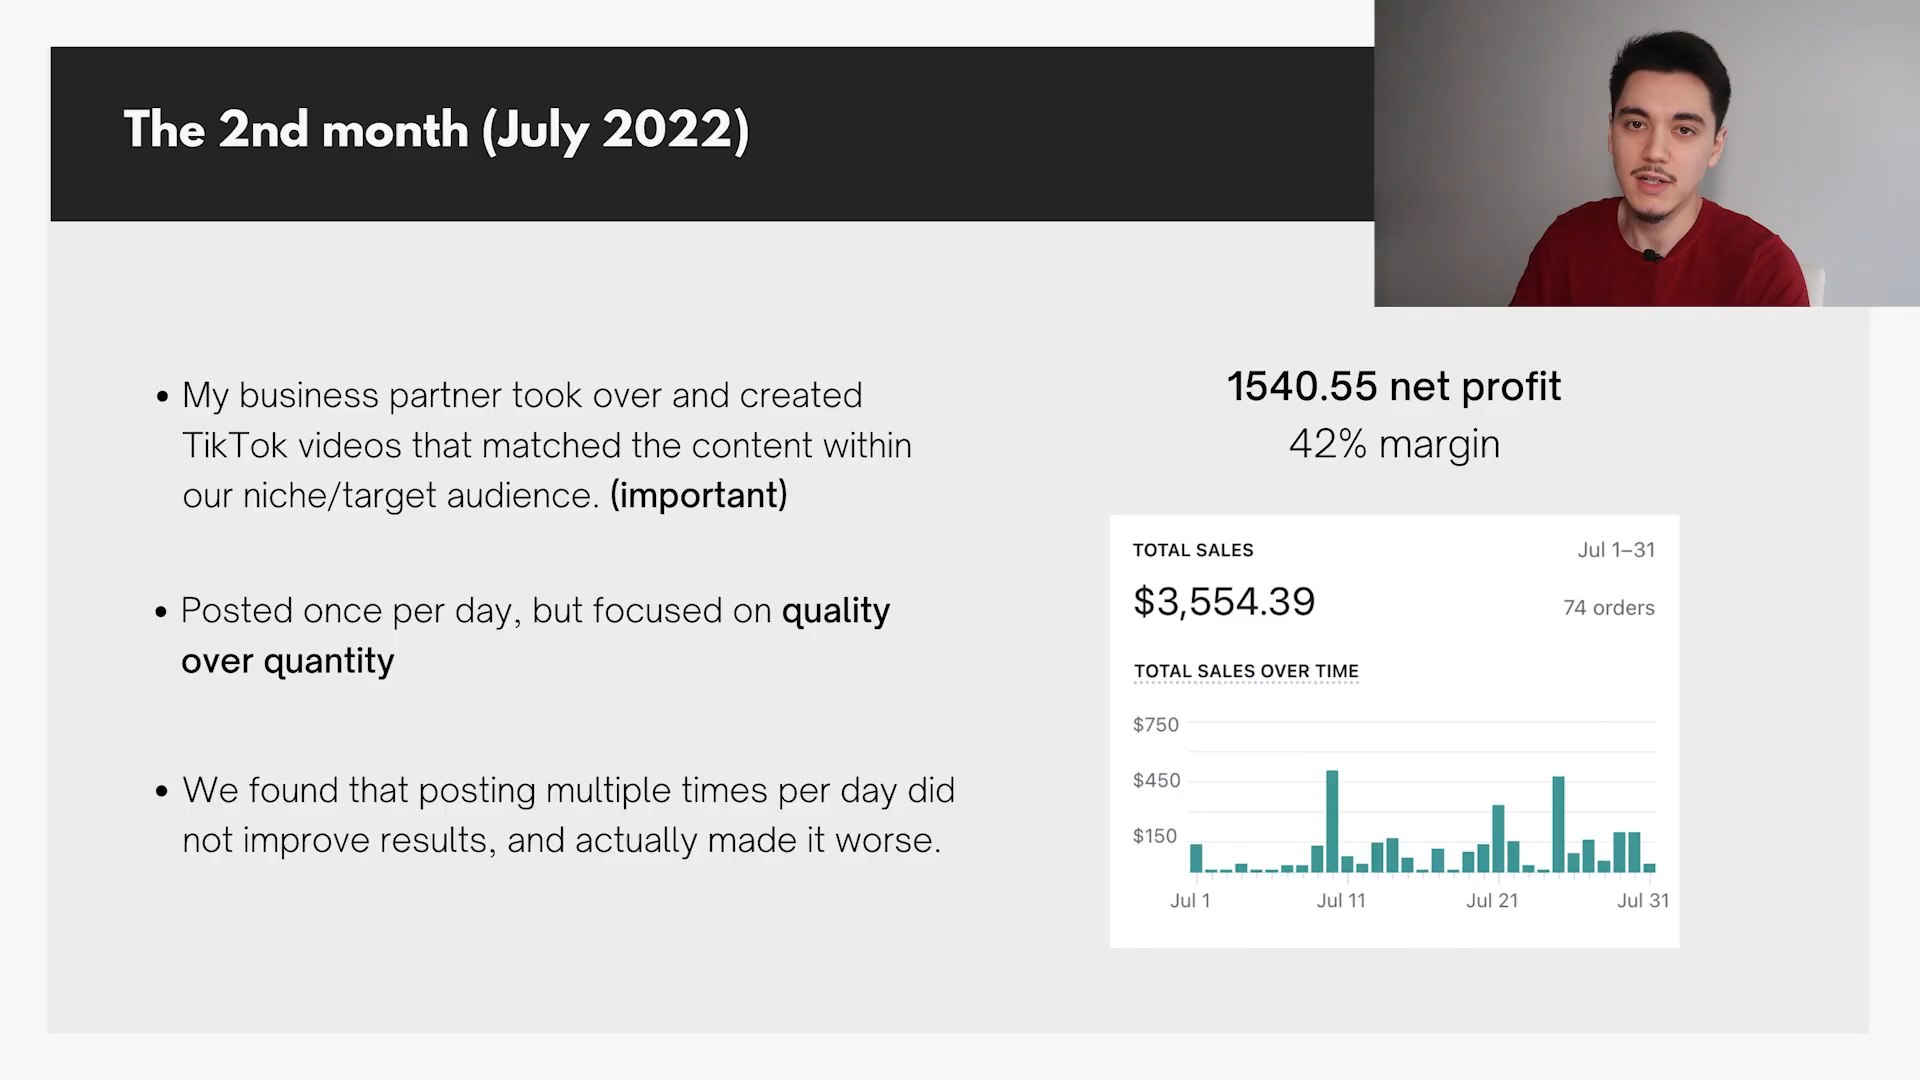 The 2nd month (July 2022)
• My business partner took over and created
TikTok videos that matched the content within
our niche/target audience. (important)
• Posted once per day, but focused on quality
over quantity
• We found that posting multiple times per day did
not improve results, and actually made it worse.
1540.55 net profit
42% margin
TOTAL SALES Jul 1–31
$3,554.39 74 orders
TOTAL SALES OVER TIME
$750
$450
$150
Jul 1 Jul 11 Jul 21 Jul 31